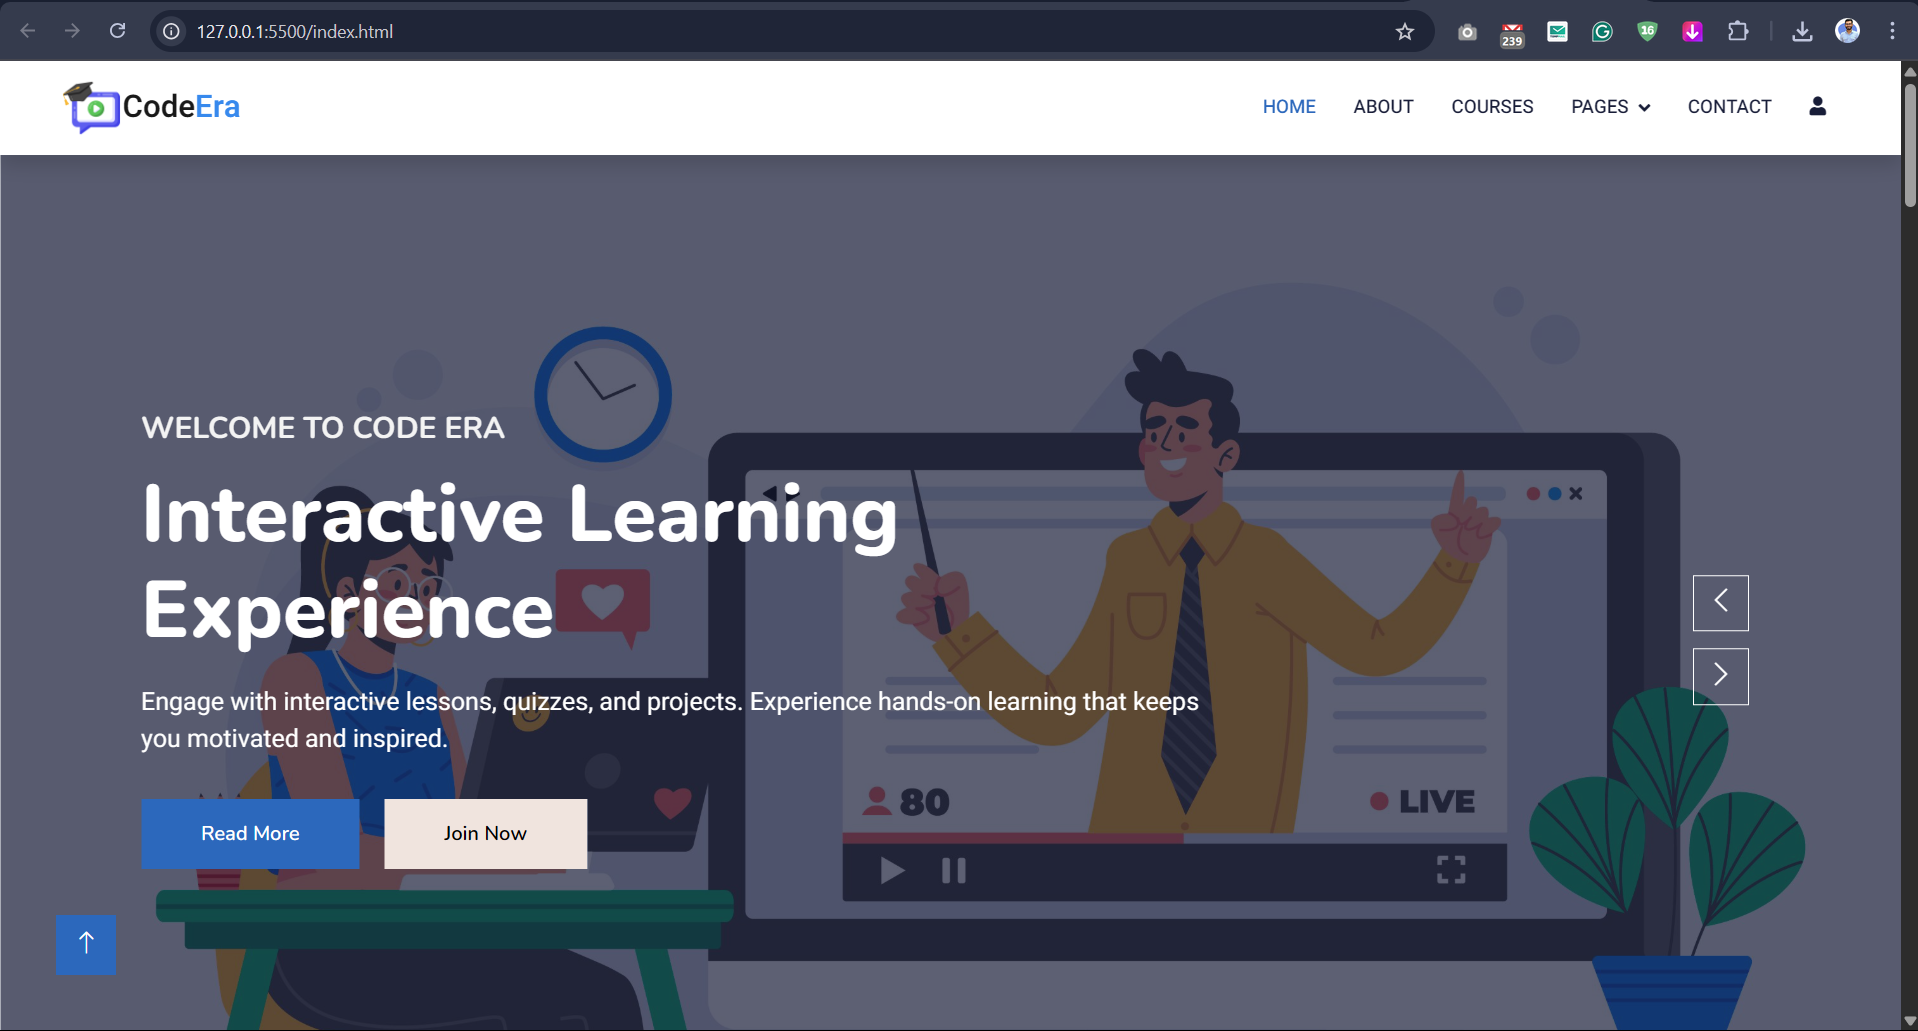 127.0.0.1:5500/index.html
239
16
CodeEra
HOME ABOUT COURSES PAGES CONTACT
WELCOME TO CODE ERA
Interactive Learning
Experience
Engage with interactive lessons, quizzes, and projects. Experience hands-on learning that keeps
you motivated and inspired.
80
LIVE
Read More
Join Now